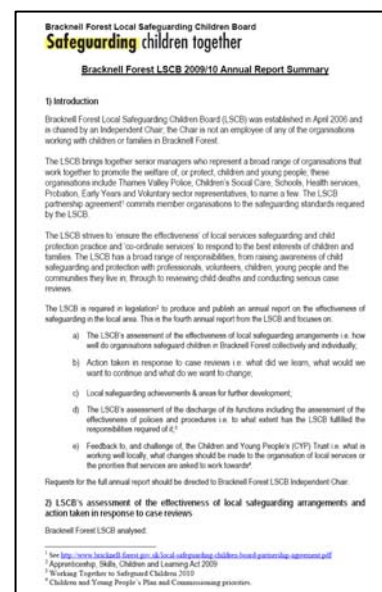 Bracknell Forest Local Safeguarding Children Board
Safeguarding children together
Bracknell Forest LSCB 2009/10 Annual Report Summary
1) Introduction
Bracknell Forest Local Safeguarding Children Board (LSCB) was established in April 2006 and
is chaired by an Independent Chair; the Chair is not an employee of any of the organisations
working with children or families in Bracknell Forest.
The LSCB brings together senior managers who represent a broad range of organisations that
work together to promote the welfare of, or protect, children and young people; these
organisations include Thames Valley Police, Children's Social Care, Schools, Health services,
Probation, Early Years and Voluntary sector representatives, to name a few. The LSCB
partnership agreement¹ commits member organisations to the safeguarding standards required
by the LSCB.
The LSCB strives to 'ensure the effectiveness' of local services safeguarding and child
protection practice and 'co-ordinate services' to respond to the best interests of children and
families. The LSCB has a broad range of responsibilities, from raising awareness of child
safeguarding and protection with professionals, volunteers, children, young people and the
communities they live in; through to reviewing child deaths and conducting serious case
reviews.
The LSCB is required in legislation² to produce and publish an annual report on the effectiveness of
safeguarding in the local area. This is the fourth annual report from the LSCB and focuses on:
a) The LSCB's assessment of the effectiveness of local safeguarding arrangements i.e. how
well do organisations safeguard children in Bracknell Forest collectively and individually;
b) Action taken in response to case reviews i.e. what did we learn, what would we
want to continue and what do we want to change;
c) Local safeguarding achievements & areas for further development;
d) The LSCB's assessment of the discharge of its functions including the assessment of the
effectiveness of policies and procedures i.e. to what extent has the LSCB fulfilled the
responsibilities required of it;³
e) Feedback to, and challenge of, the Children and Young People's (CYP) Trust i.e. what is
working well locally, what changes should be made to the organisation of local services or
the priorities that services are asked to work towards⁴.
Requests for the full annual report should be directed to Bracknell Forest LSCB Independent Chair.
2) LSCB's assessment of the effectiveness of local safeguarding arrangements and
action taken in response to case reviews
Bracknell Forest LSCB analysed:
¹ See http://www.bracknell-forest.gov.uk/local-safeguarding-children-board-partnership-agreement.pdf
² Apprenticeship, Skills, Children and Learning Act 2009
³ Working Together to Safeguard Children 2010
⁴ Children and Young People's Plan and Commissioning priorities.